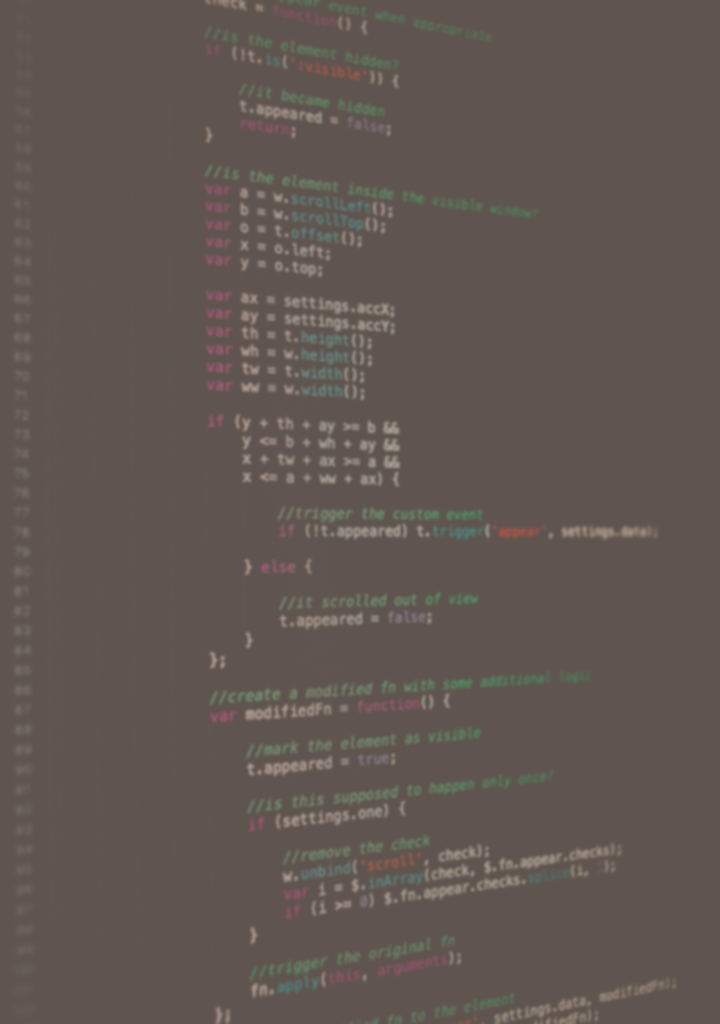 event when appropriate
check = function() {
//is the element hidden?
if (!t.is(':visible')) {
//it became hidden
t.appeared = false;
return;
}
//is the element inside the visible window?
var a = w.scrollLeft();
var b = w.scrollTop();
var o = t.offset();
var x = o.left;
var y = o.top;
var ax = settings.accX;
var ay = settings.accY;
var th = t.height();
var wh = w.height();
var tw = t.width();
var ww = w.width();
if (y + th + ay >= b &&
y <= b + wh + ay &&
x + tw + ax >= a &&
x <= a + ww + ax) {
//trigger the custom event
if (!t.appeared) t.trigger('appear', settings.data);
} else {
//it scrolled out of view
t.appeared = false;
}
};
//create a modified fn with some additional logic
var modifiedFn = function() {
//mark the element as visible
t.appeared = true;
//is this supposed to happen only once?
if (settings.one) {
//remove the check
w.unbind('scroll', check);
var i = $.inArray(check, $.fn.appear.checks);
if (i >= 0) $.fn.appear.checks.splice(i, 1);
}
//trigger the original fn
fn.apply(this, arguments);
};
fn to the element
settings.data, modifiedFn);